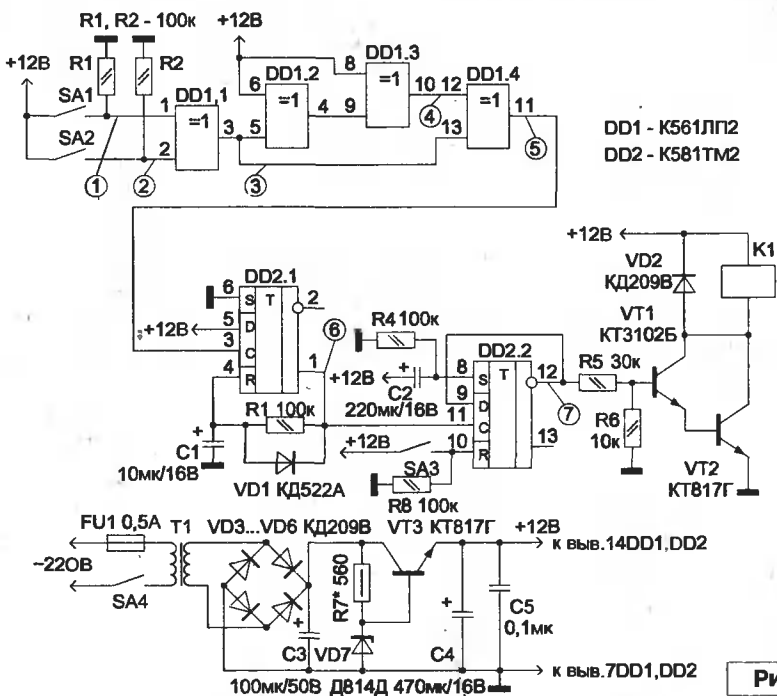 R1, R2 - 100к
+12В
R1
R2
SA1
SA2
1
2
DD1.1
=1
3
+12В
6
5
DD1.2
=1
4
8
9
DD1.3
=1
10
12
13
DD1.4
=1
11
1
2
3
4
5
DD1 - К561ЛП2
DD2 - К581ТМ2
+12В
VD2
КД209В
K1
VT1
КТ3102Б
DD2.1
6
5
3
4
S
D
C
R
T
2
1
6
+12В
R1 100к
C1
10мк/16В
VD1 КД522А
R4 100к
+12В
C2
220мк/16В
DD2.2
8
9
11
10
S
D
C
R
T
12
13
7
+12В
SA3
R8 100к
R5 30к
R6
10к
VT2
КТ817Г
FU1 0,5А
T1
VD3...VD6 КД209В
VT3 КТ817Г
+12В
к выв.14DD1,DD2
~220В
SA4
R7* 560
C3
VD7
C4
C5
0,1мк
100мк/50В
Д814Д
470мк/16В
к выв.7DD1,DD2
Ри